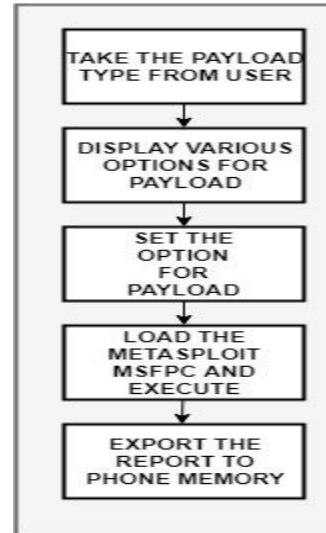 TAKE THE PAYLOAD
TYPE FROM USER
DISPLAY VARIOUS
OPTIONS FOR
PAYLOAD
SET THE
OPTION
FOR
PAYLOAD
LOAD THE
METASPLOIT
MSFPC AND
EXECUTE
EXPORT THE
REPORT TO
PHONE MEMORY